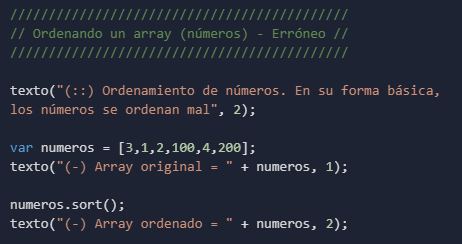 /////////////////////////////////////////////
// Ordenando un array (números) - Erróneo //
/////////////////////////////////////////////
texto("(::) Ordenamiento de números. En su forma básica,
los números se ordenan mal", 2);
var numeros = [3,1,2,100,4,200];
texto("(-) Array original = " + numeros, 1);
numeros.sort();
texto("(-) Array ordenado = " + numeros, 2);